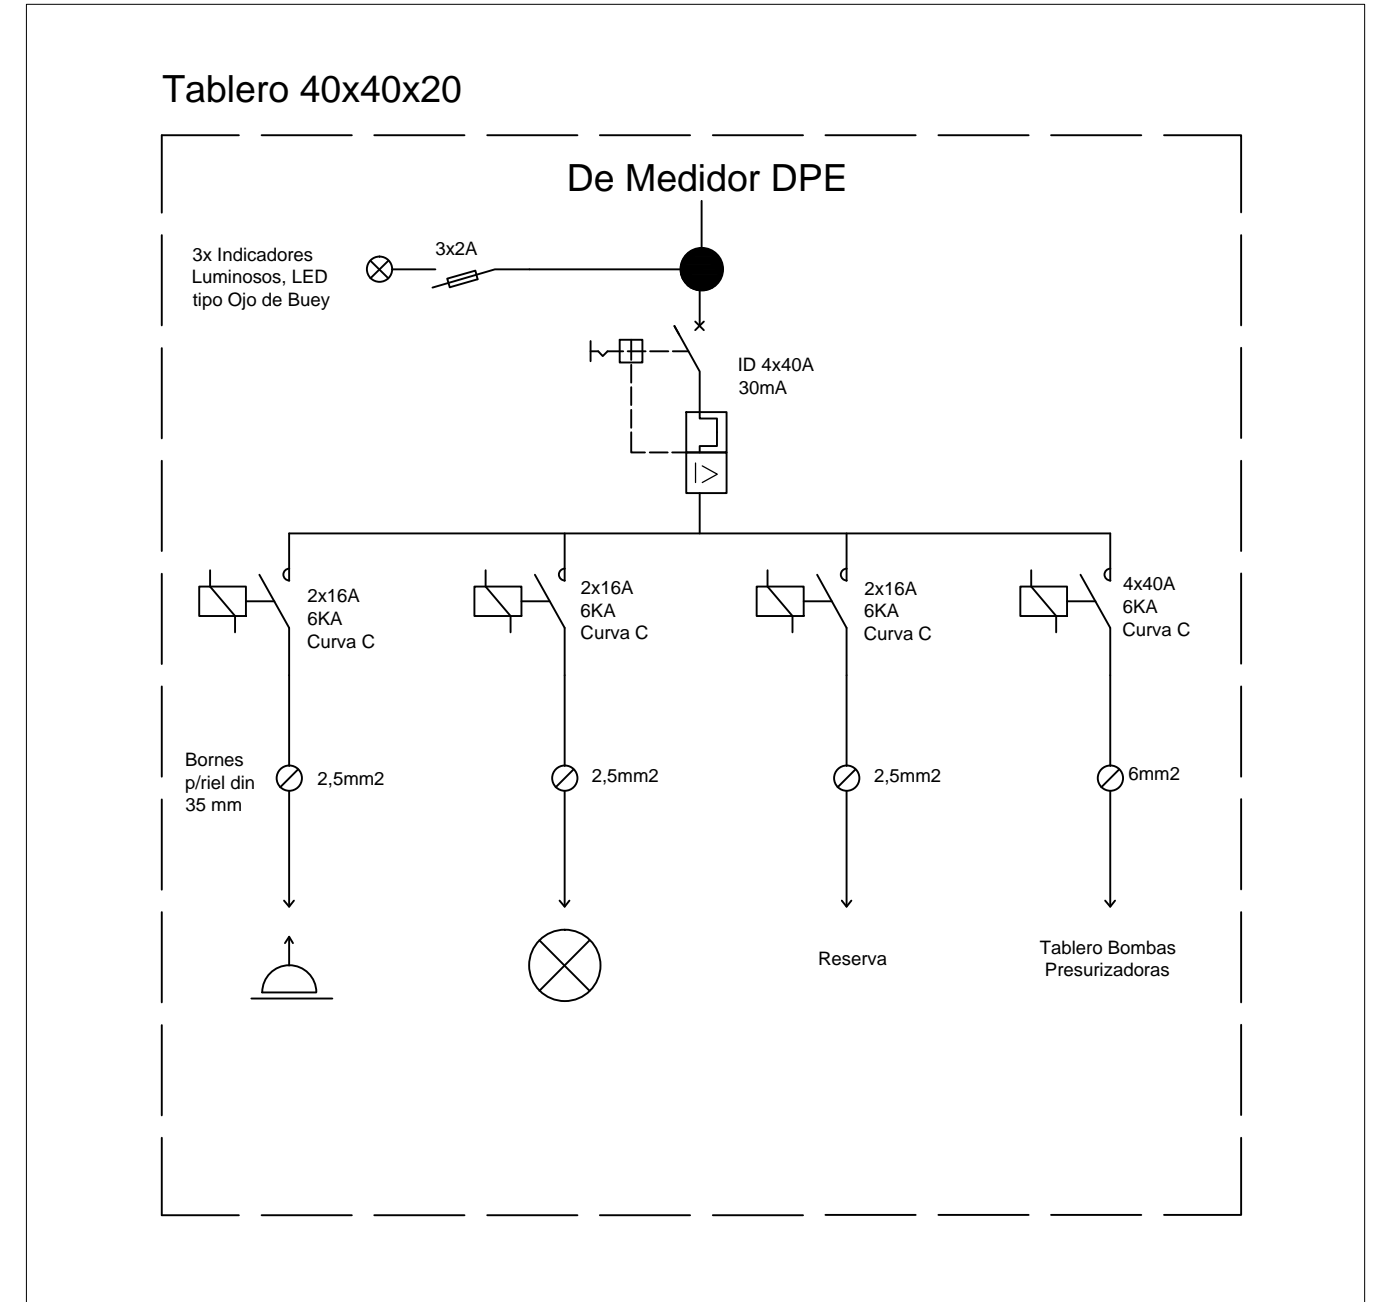 Tablero 40x40x20
De Medidor DPE
3x Indicadores
Luminosos, LED
tipo Ojo de Buey
3x2A
ID 4x40A
30mA
2x16A
6KA
Curva C
2x16A
6KA
Curva C
2x16A
6KA
Curva C
4x40A
6KA
Curva C
Bornes
p/riel din
35 mm
2,5mm2
2,5mm2
2,5mm2
6mm2
Reserva
Tablero Bombas
Presurizadoras